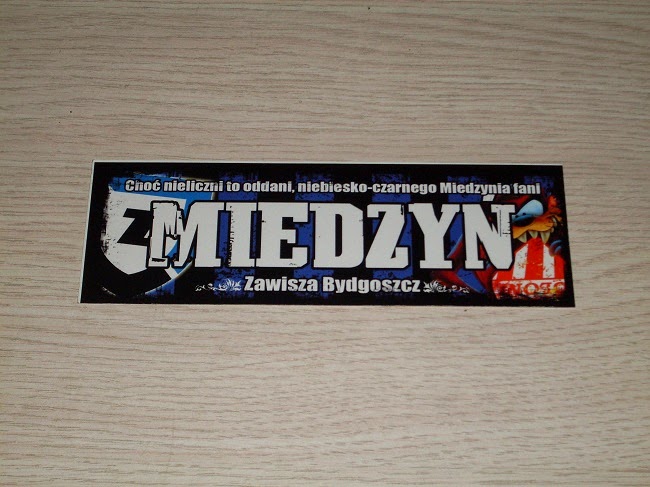 Choć nieliczni to oddani, niebiesko-czarnego Miedzynia fani
Z
MIEDZYŃ
Zawisza Bydgoszcz